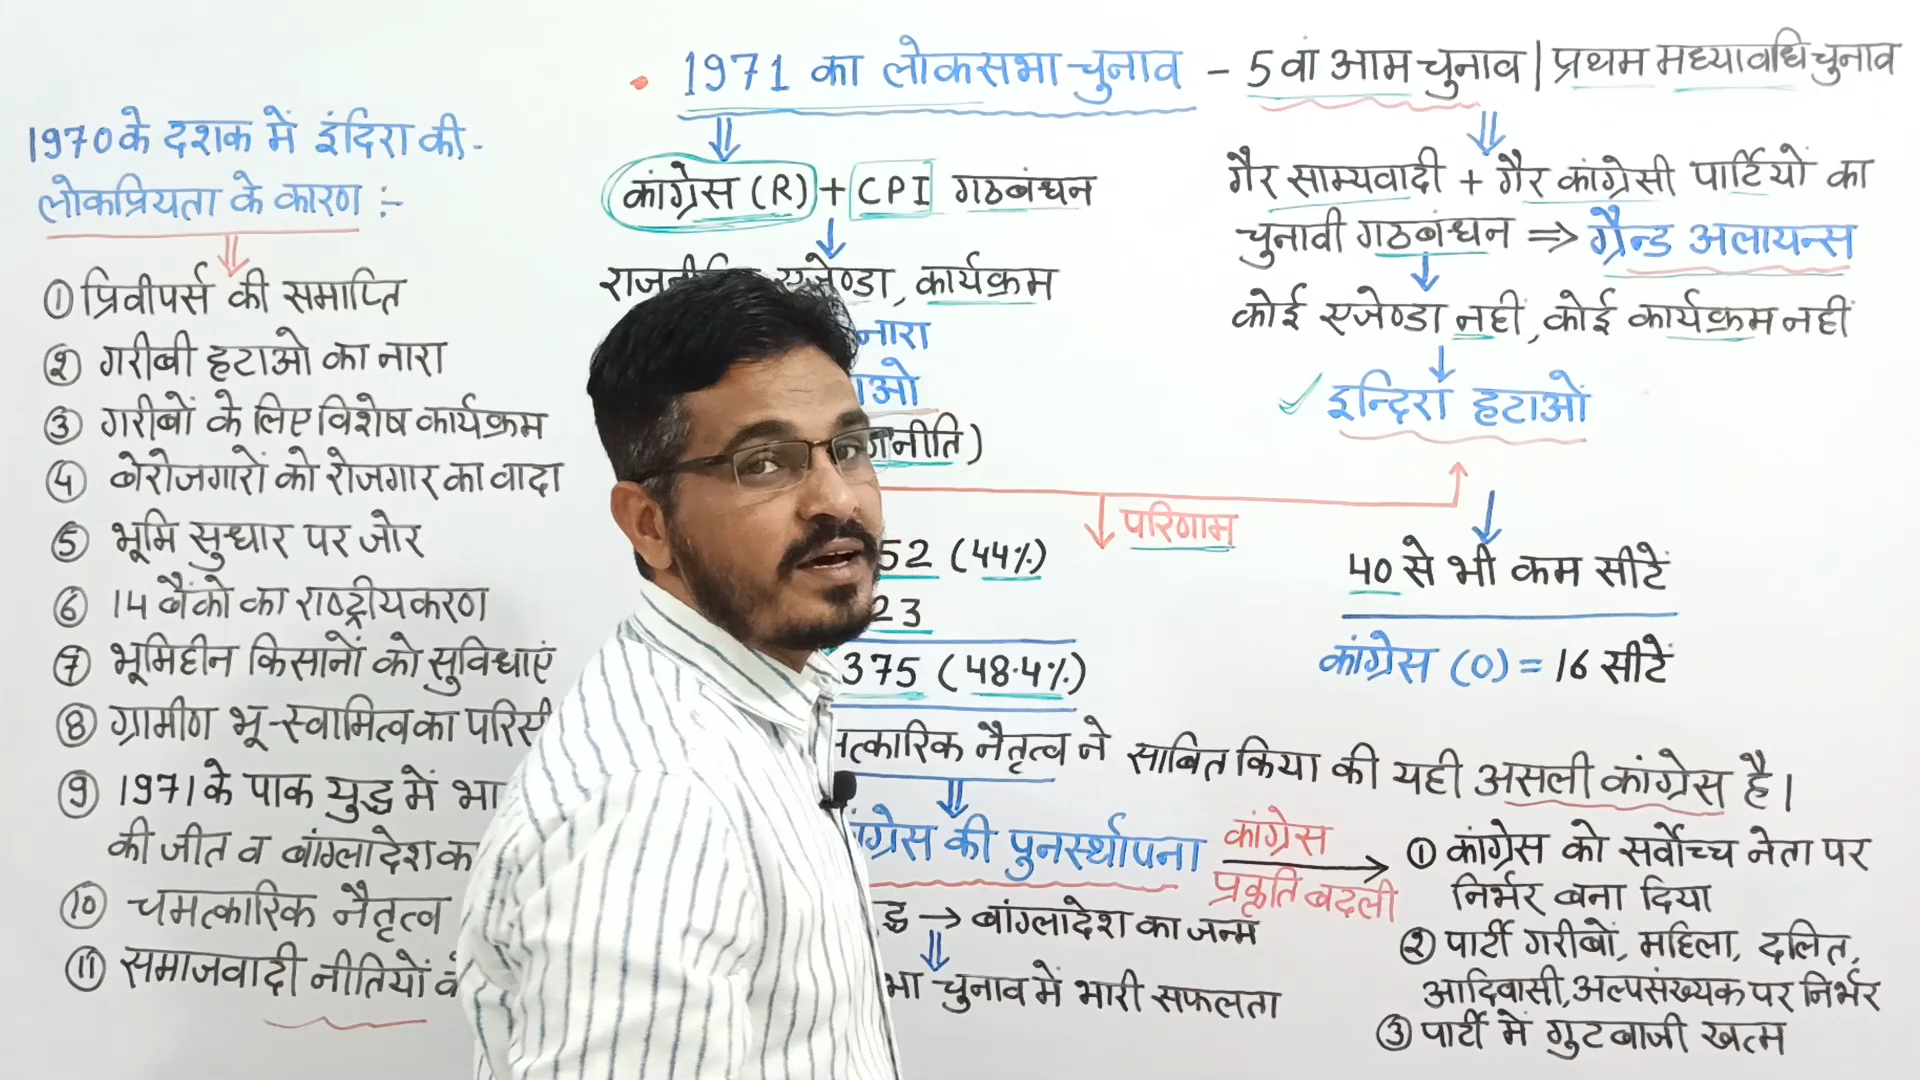 1970 के दशक में इंदिरा की-
लोकप्रियता के कारण :-
① प्रिवीपर्स की समाप्ति
② गरीबी हटाओ का नारा
③ गरीबों के लिए विशेष कार्यक्रम
④ बेरोजगारों को रोजगार का वादा
⑤ भूमि सुधार पर जोर
⑥ 14 बैंको का राष्ट्रीयकरण
⑦ भूमिहीन किसानों को सुविधाएं
⑧ ग्रामीण भू-स्वामित्व का
⑨ 1971 के पाक युद्ध में
की जीत व बांग्लादेश
⑩ चमत्कारिक नैतृत्व
⑪ समाजवादी नीतियों
• 1971 का लोकसभा चुनाव - 5वां आम चुनाव | प्रथम मध्यावधि चुनाव
कांग्रेस (R) + CPI गठबंधन
एजेण्डा, कार्यक्रम
नारा
नीति)
52 (44%)
23
375 (48.4%)
नैतृत्व ने साबित किया की यही असली कांग्रेस है।
की पुनर्स्थापना
→ बांग्लादेश का जन्म
चुनाव में भारी सफलता
परिणाम
गैर साम्यवादी + गैर कांग्रेसी पार्टियों का
चुनावी गठबंधन ⇒ ग्रैन्ड अलायन्स
कोई एजेण्डा नहीं, कोई कार्यक्रम नहीं
✓ इन्दिरा हटाओं
40 से भी कम सीटें
कांग्रेस (O) = 16 सीटें
कांग्रेस
प्रकृति बदली
① कांग्रेस को सर्वोच्च नेता पर
निर्भर बना दिया
② पार्टी गरीबों, महिला, दलित,
आदिवासी, अल्पसंख्यक पर निर्भर
③ पार्टी में गुटबाजी खत्म